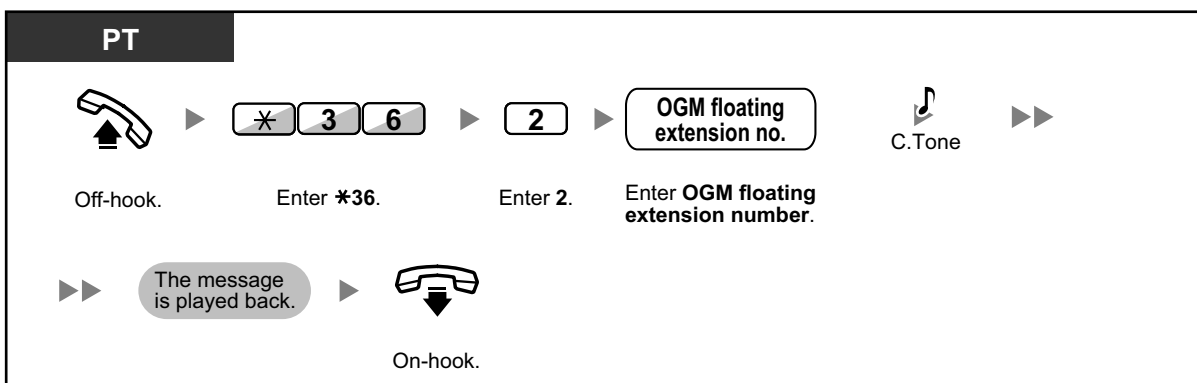 PT
✳ 3 6
2
OGM floating
extension no.
C.Tone
Off-hook.
Enter ✳36.
Enter 2.
Enter OGM floating
extension number.
The message
is played back.
On-hook.